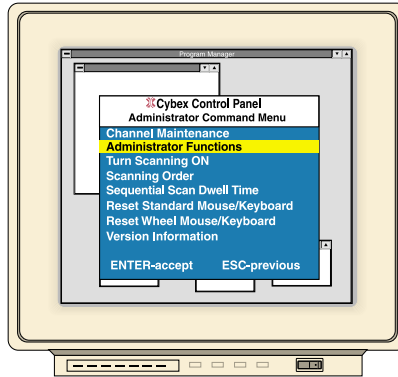 Program Manager
Cybex Control Panel
Administrator Command Menu
Channel Maintenance
Administrator Functions
Turn Scanning ON
Scanning Order
Sequential Scan Dwell Time
Reset Standard Mouse/Keyboard
Reset Wheel Mouse/Keyboard
Version Information
ENTER-accept ESC-previous